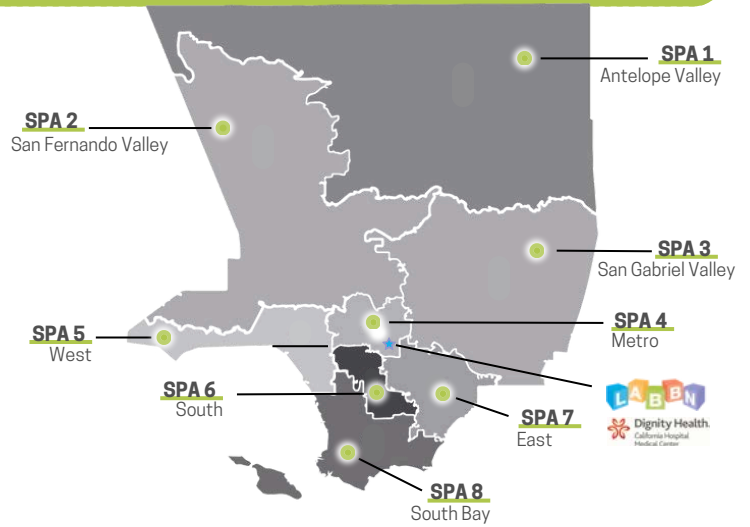 SPA 1
Antelope Valley
SPA 2
San Fernando Valley
SPA 3
San Gabriel Valley
SPA 4
Metro
SPA 5
West
SPA 6
South
SPA 7
East
LABBN
Dignity Health.
California Hospital
Medical Center
SPA 8
South Bay